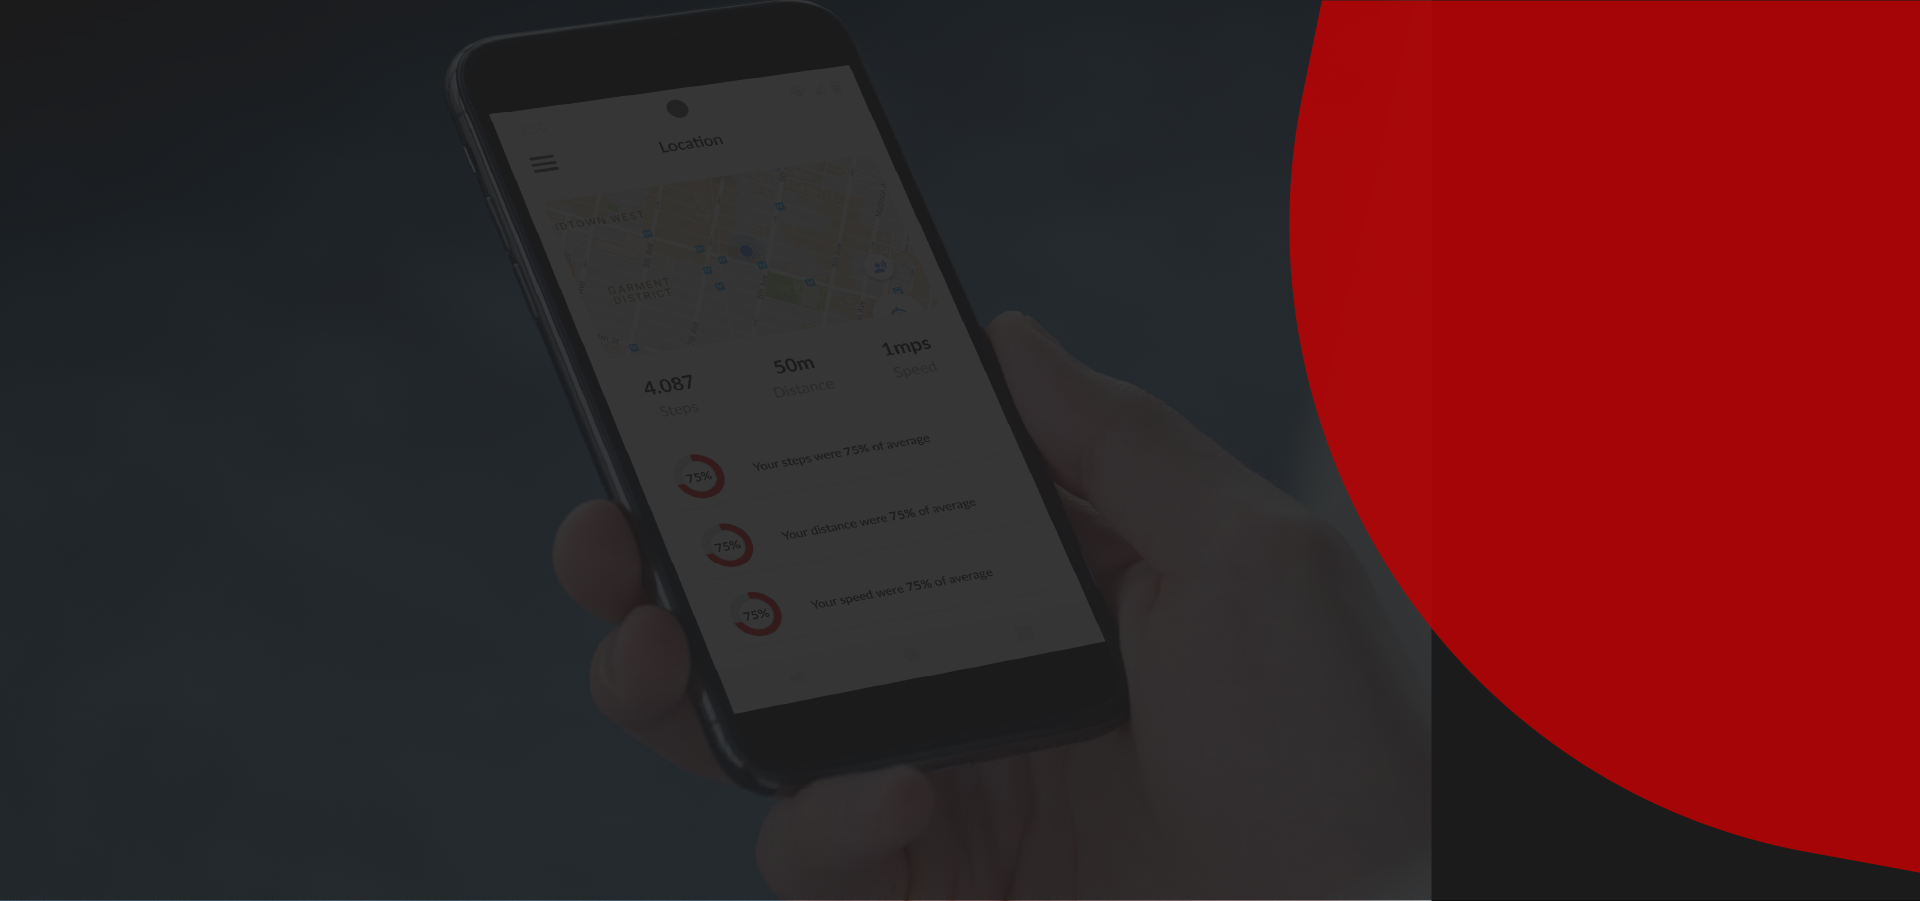 Location
IDTOWN WEST
GARMENT
DISTRICT
4.087
Steps
50m
Distance
1mps
Speed
75%
Your steps were 75% of average
75%
Your distance were 75% of average
75%
Your speed were 75% of average